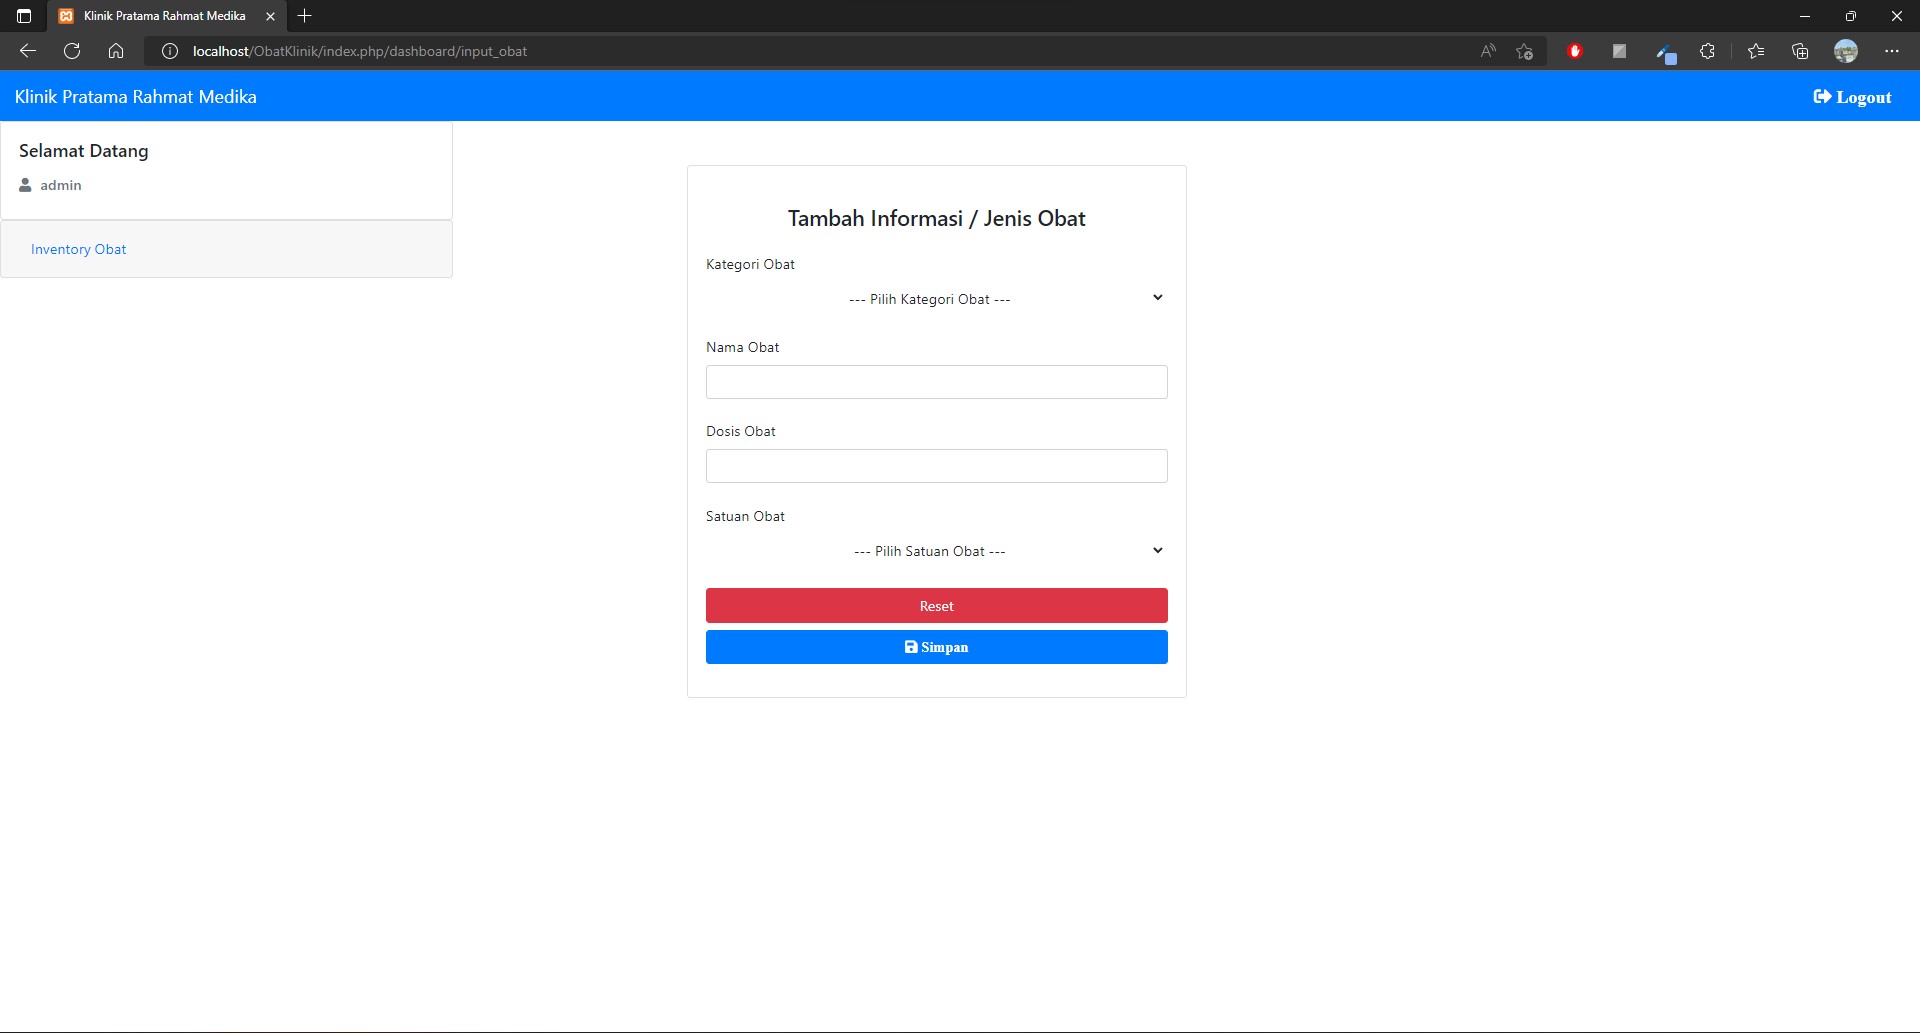 Klinik Pratama Rahmat Medika
localhost/ObatKlinik/index.php/dashboard/input_obat
Klinik Pratama Rahmat Medika
Logout
Selamat Datang
admin
Inventory Obat
Tambah Informasi / Jenis Obat
Kategori Obat
--- Pilih Kategori Obat ---
Nama Obat
Dosis Obat
Satuan Obat
--- Pilih Satuan Obat ---
Reset
Simpan